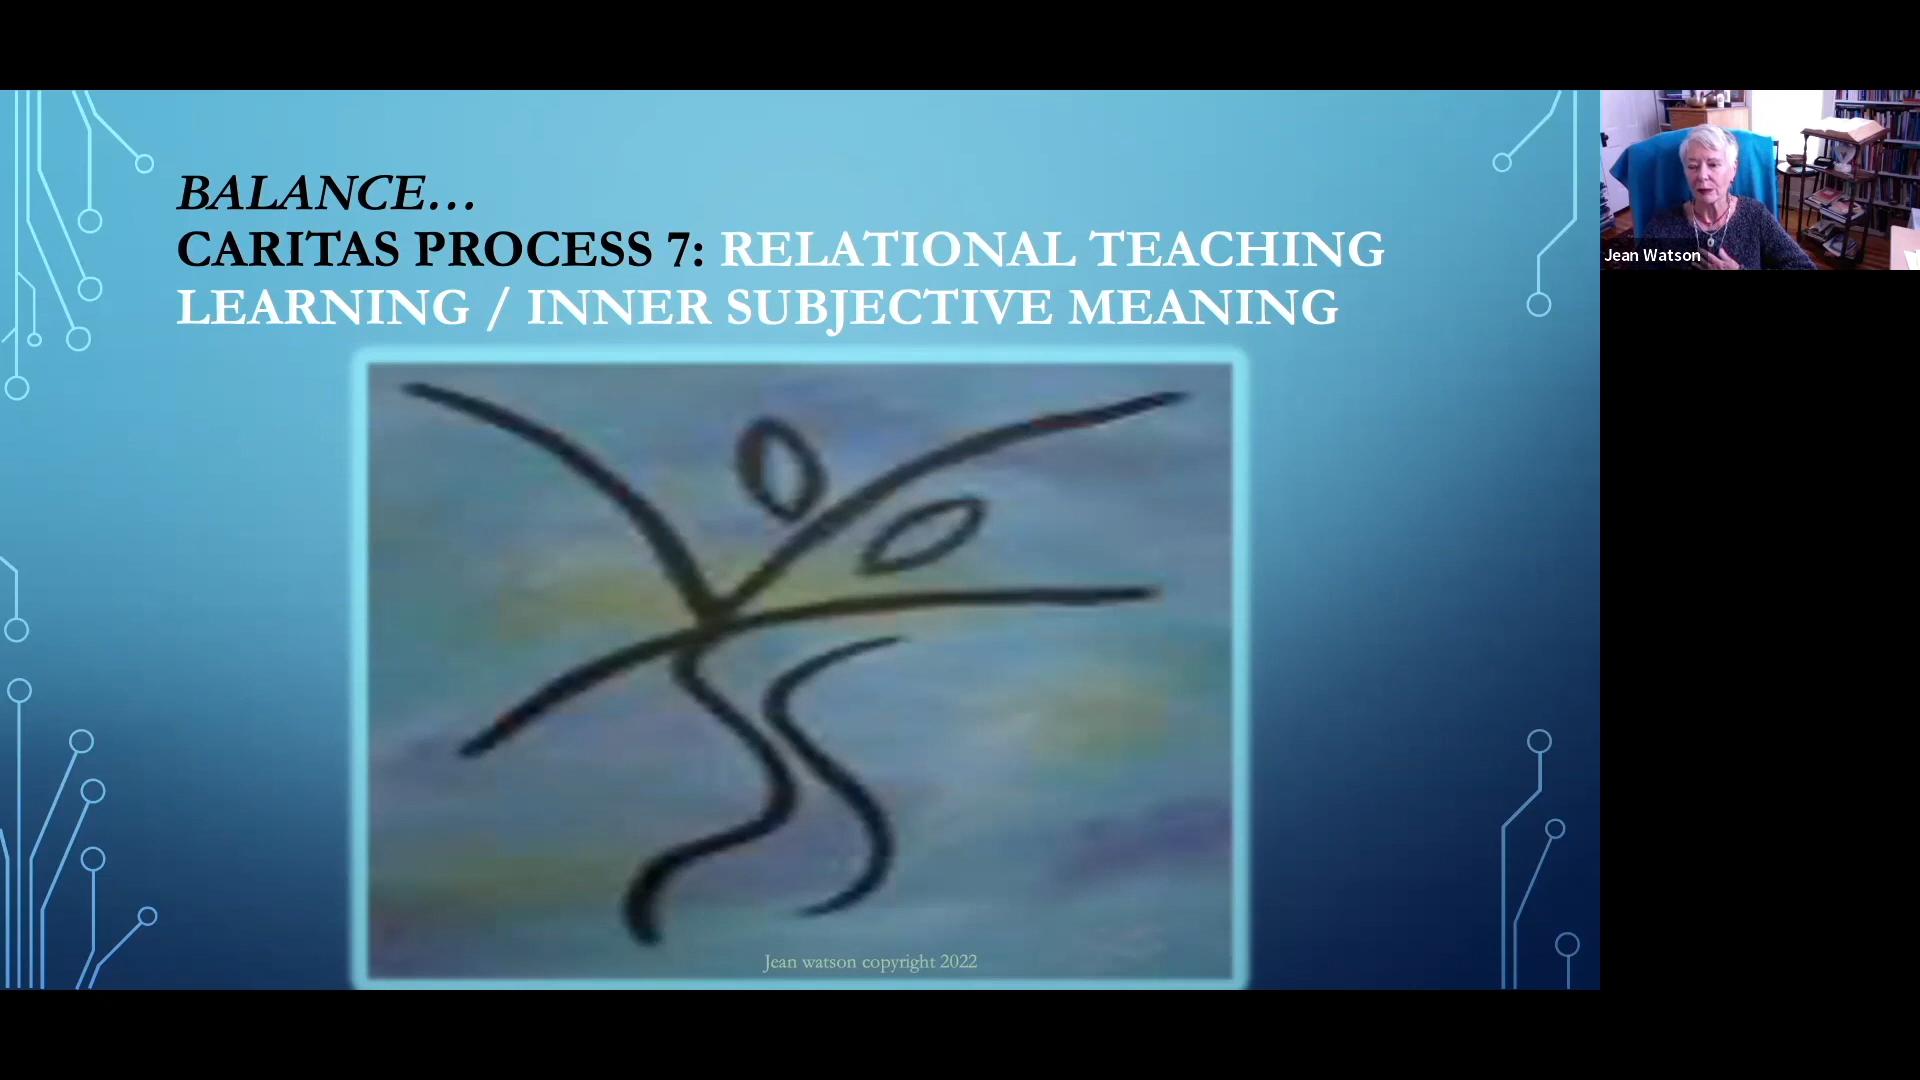 BALANCE...
CARITAS PROCESS 7: RELATIONAL TEACHING
LEARNING / INNER SUBJECTIVE MEANING
Jean watson copyright 2022
Jean Watson